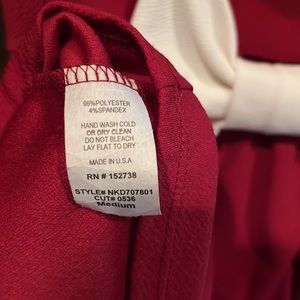 96%POLYESTER
4%SPANDEX
HAND WASH COLD
OR DRY CLEAN
DO NOT BLEACH
LAY FLAT TO DRY
MADE IN U.S.A
RN # 152738
STYLE# NKD707801
CUT# 0536
Medium